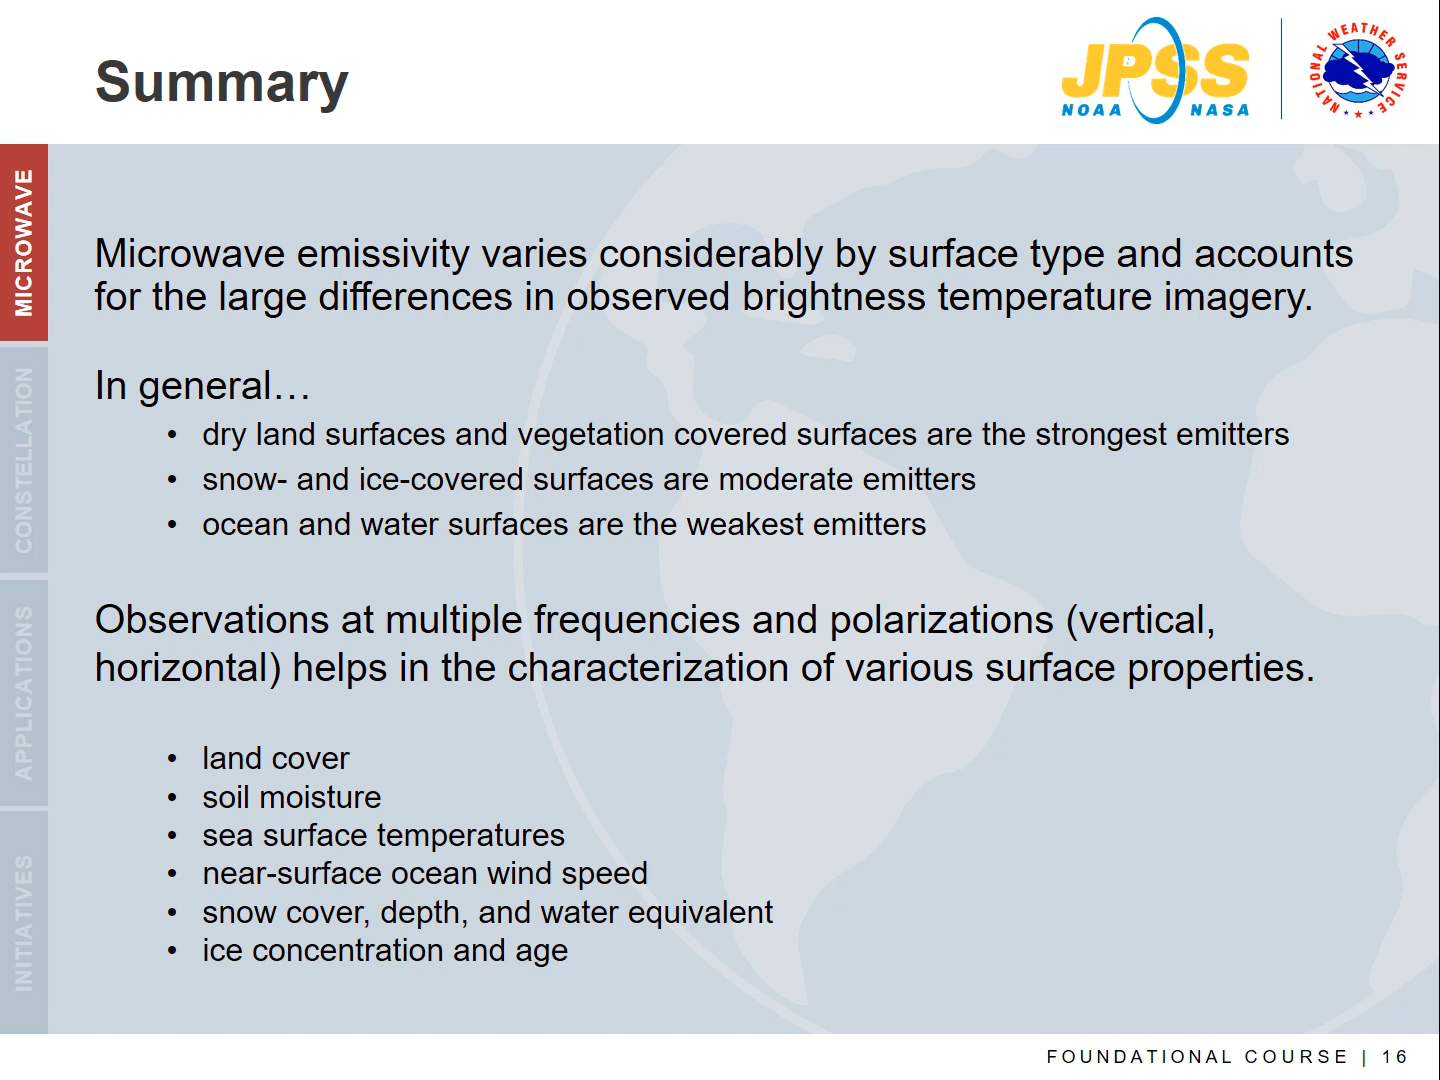 Summary
JPSS
NOAA NASA
NATIONAL WEATHER SERVICE
MICROWAVE
CONSTELLATION
APPLICATIONS
INITIATIVES
Microwave emissivity varies considerably by surface type and accounts
for the large differences in observed brightness temperature imagery.
In general…
• dry land surfaces and vegetation covered surfaces are the strongest emitters
• snow- and ice-covered surfaces are moderate emitters
• ocean and water surfaces are the weakest emitters
Observations at multiple frequencies and polarizations (vertical,
horizontal) helps in the characterization of various surface properties.
• land cover
• soil moisture
• sea surface temperatures
• near-surface ocean wind speed
• snow cover, depth, and water equivalent
• ice concentration and age
FOUNDATIONAL COURSE | 16